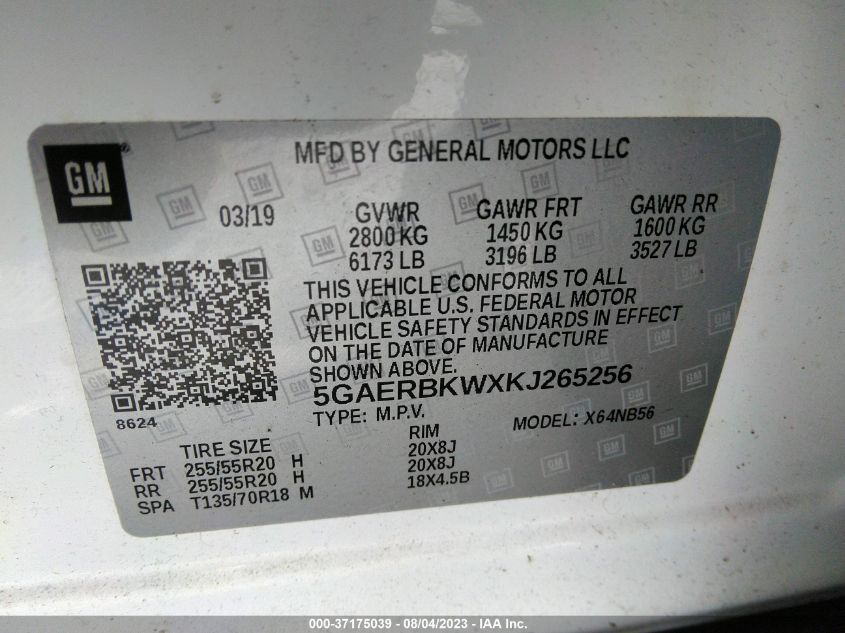 GM ®
MFD BY GENERAL MOTORS LLC
03/19 GVWR GAWR FRT GAWR RR
2800 KG 1450 KG 1600 KG
6173 LB 3196 LB 3527 LB
THIS VEHICLE CONFORMS TO ALL
APPLICABLE U.S. FEDERAL MOTOR
VEHICLE SAFETY STANDARDS IN EFFECT
ON THE DATE OF MANUFACTURE
SHOWN ABOVE.
5GAERBKWXKJ265256
TYPE: M.P.V. MODEL: X64NB56
8624
TIRE SIZE RIM
FRT 255/55R20 H 20X8J
RR 255/55R20 H 20X8J
SPA T135/70R18 M 18X4.5B
000-37175039 - 08/04/2023 - IAA Inc.